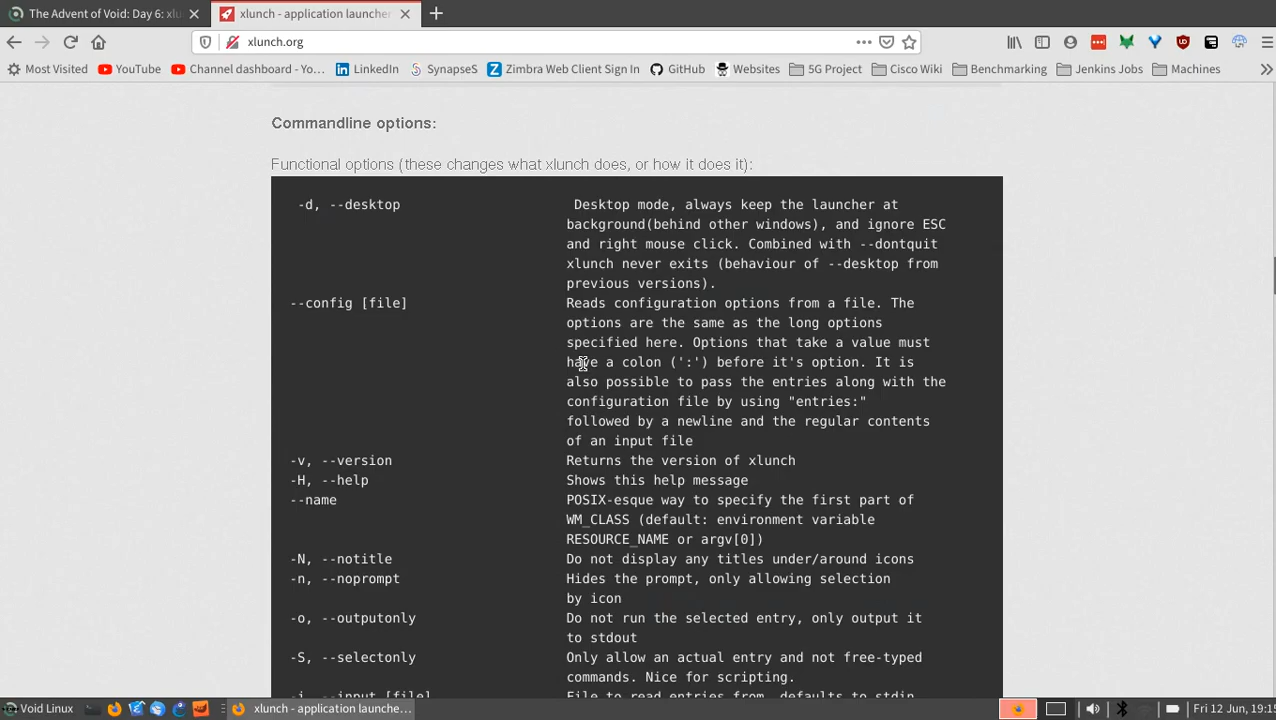 The Advent of Void: Day 6: xlu
xlunch - application launcher
xlunch.org
Most Visited
YouTube
Channel dashboard - Yo…
LinkedIn
SynapseS
Zimbra Web Client Sign In
GitHub
Websites
5G Project
Cisco Wiki
Benchmarking
Jenkins Jobs
Machines
Commandline options:
Functional options (these changes what xlunch does, or how it does it):
-d, --desktop Desktop mode, always keep the launcher at
background(behind other windows), and ignore ESC
and right mouse click. Combined with --dontquit
xlunch never exits (behaviour of --desktop from
previous versions).
--config [file] Reads configuration options from a file. The
options are the same as the long options
specified here. Options that take a value must
have a colon (':') before it's option. It is
also possible to pass the entries along with the
configuration file by using "entries:"
followed by a newline and the regular contents
of an input file
-v, --version Returns the version of xlunch
-H, --help Shows this help message
--name POSIX-esque way to specify the first part of
WM_CLASS (default: environment variable
RESOURCE_NAME or argv[0])
-N, --notitle Do not display any titles under/around icons
-n, --noprompt Hides the prompt, only allowing selection
by icon
-o, --outputonly Do not run the selected entry, only output it
to stdout
-S, --selectonly Only allow an actual entry and not free-typed
commands. Nice for scripting.
-i, --input [file] File to read entries from, defaults to stdin
Void Linux
xlunch - application launche…
Fri 12 Jun, 19:15